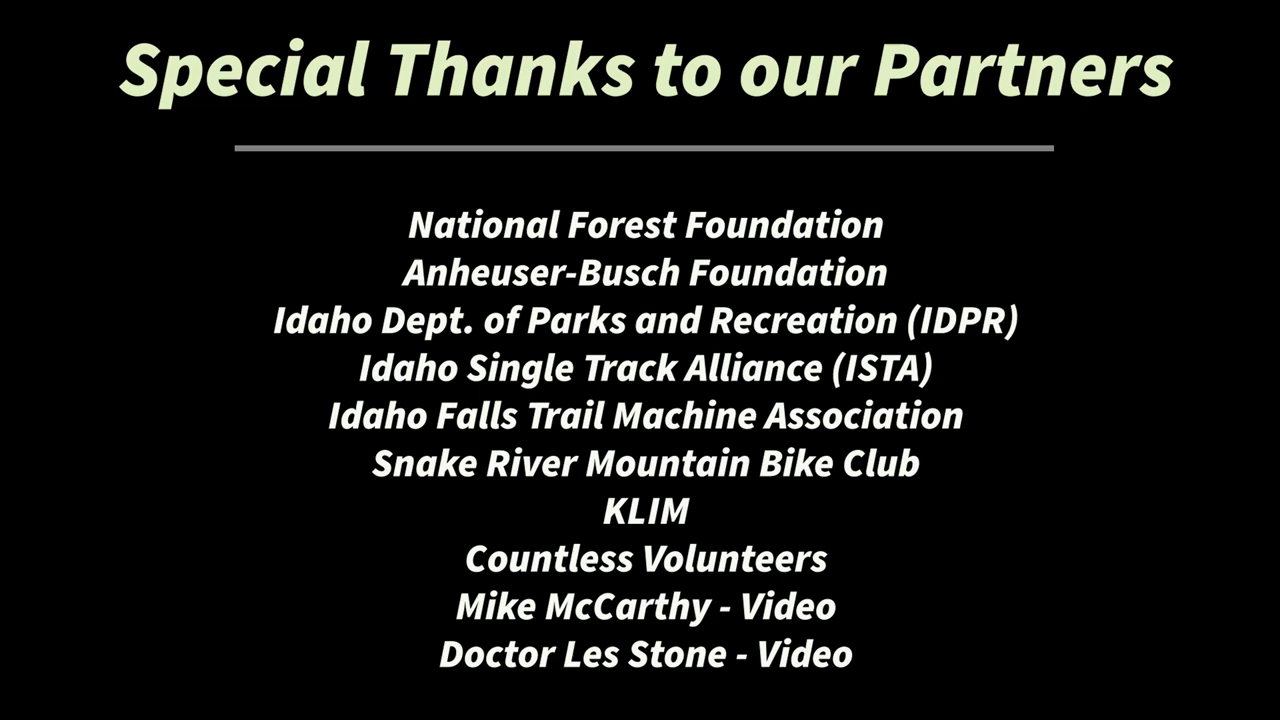 Special Thanks to our Partners
National Forest Foundation
Anheuser-Busch Foundation
Idaho Dept. of Parks and Recreation (IDPR)
Idaho Single Track Alliance (ISTA)
Idaho Falls Trail Machine Association
Snake River Mountain Bike Club
KLIM
Countless Volunteers
Mike McCarthy - Video
Doctor Les Stone - Video